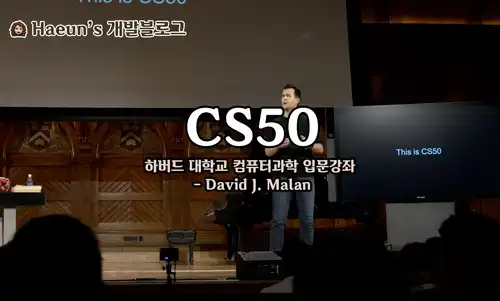 This is CS50
Haeun's 개발블로그
CS50
하버드 대학교 컴퓨터과학 입문강좌
- David J. Malan
This is CS50